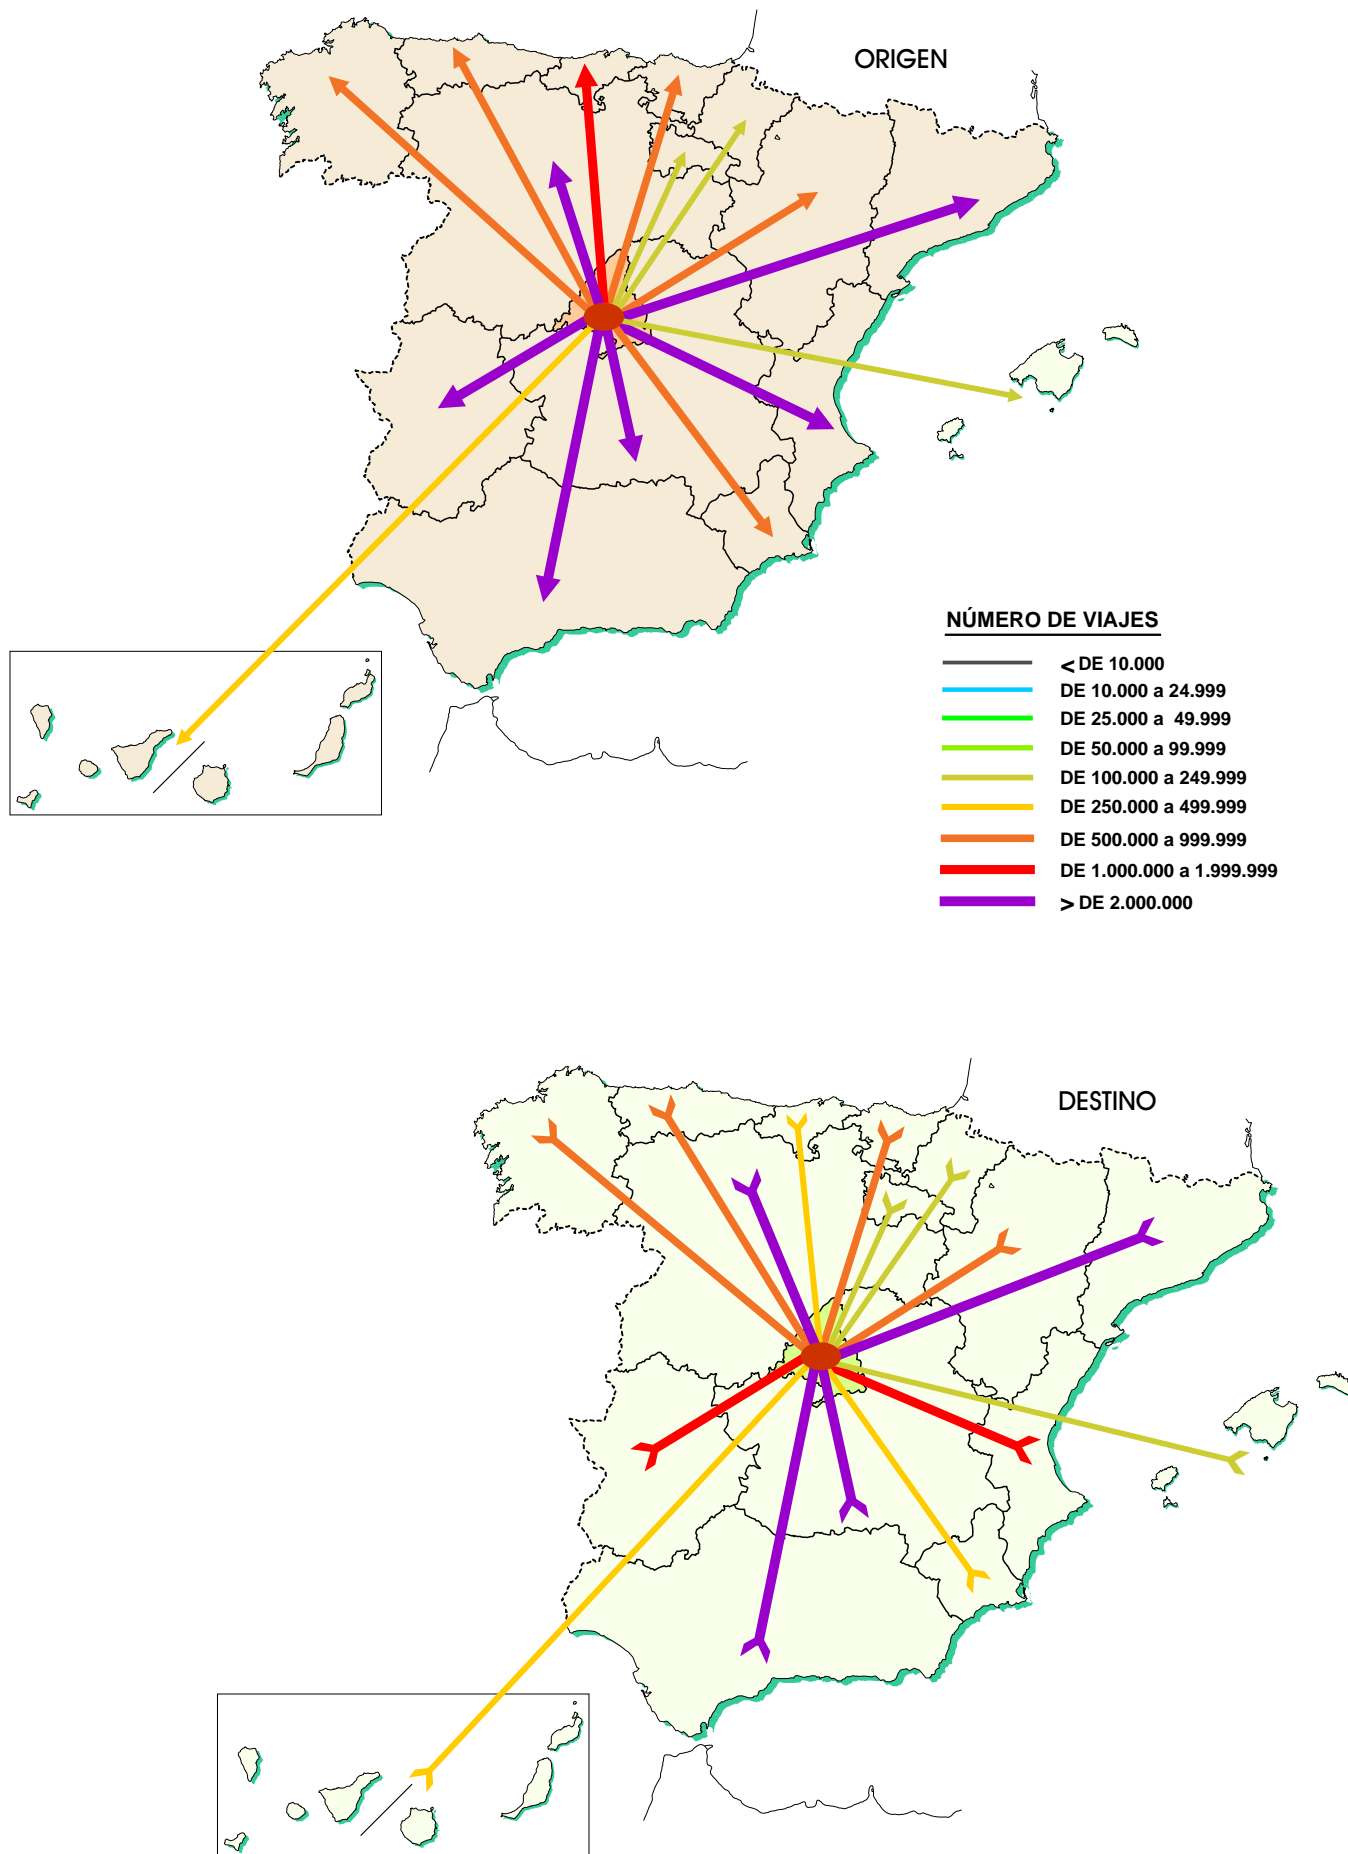 ORIGEN
NÚMERO DE VIAJES
< DE 10.000
DE 10.000 a 24.999
DE 25.000 a 49.999
DE 50.000 a 99.999
DE 100.000 a 249.999
DE 250.000 a 499.999
DE 500.000 a 999.999
DE 1.000.000 a 1.999.999
> DE 2.000.000
DESTINO